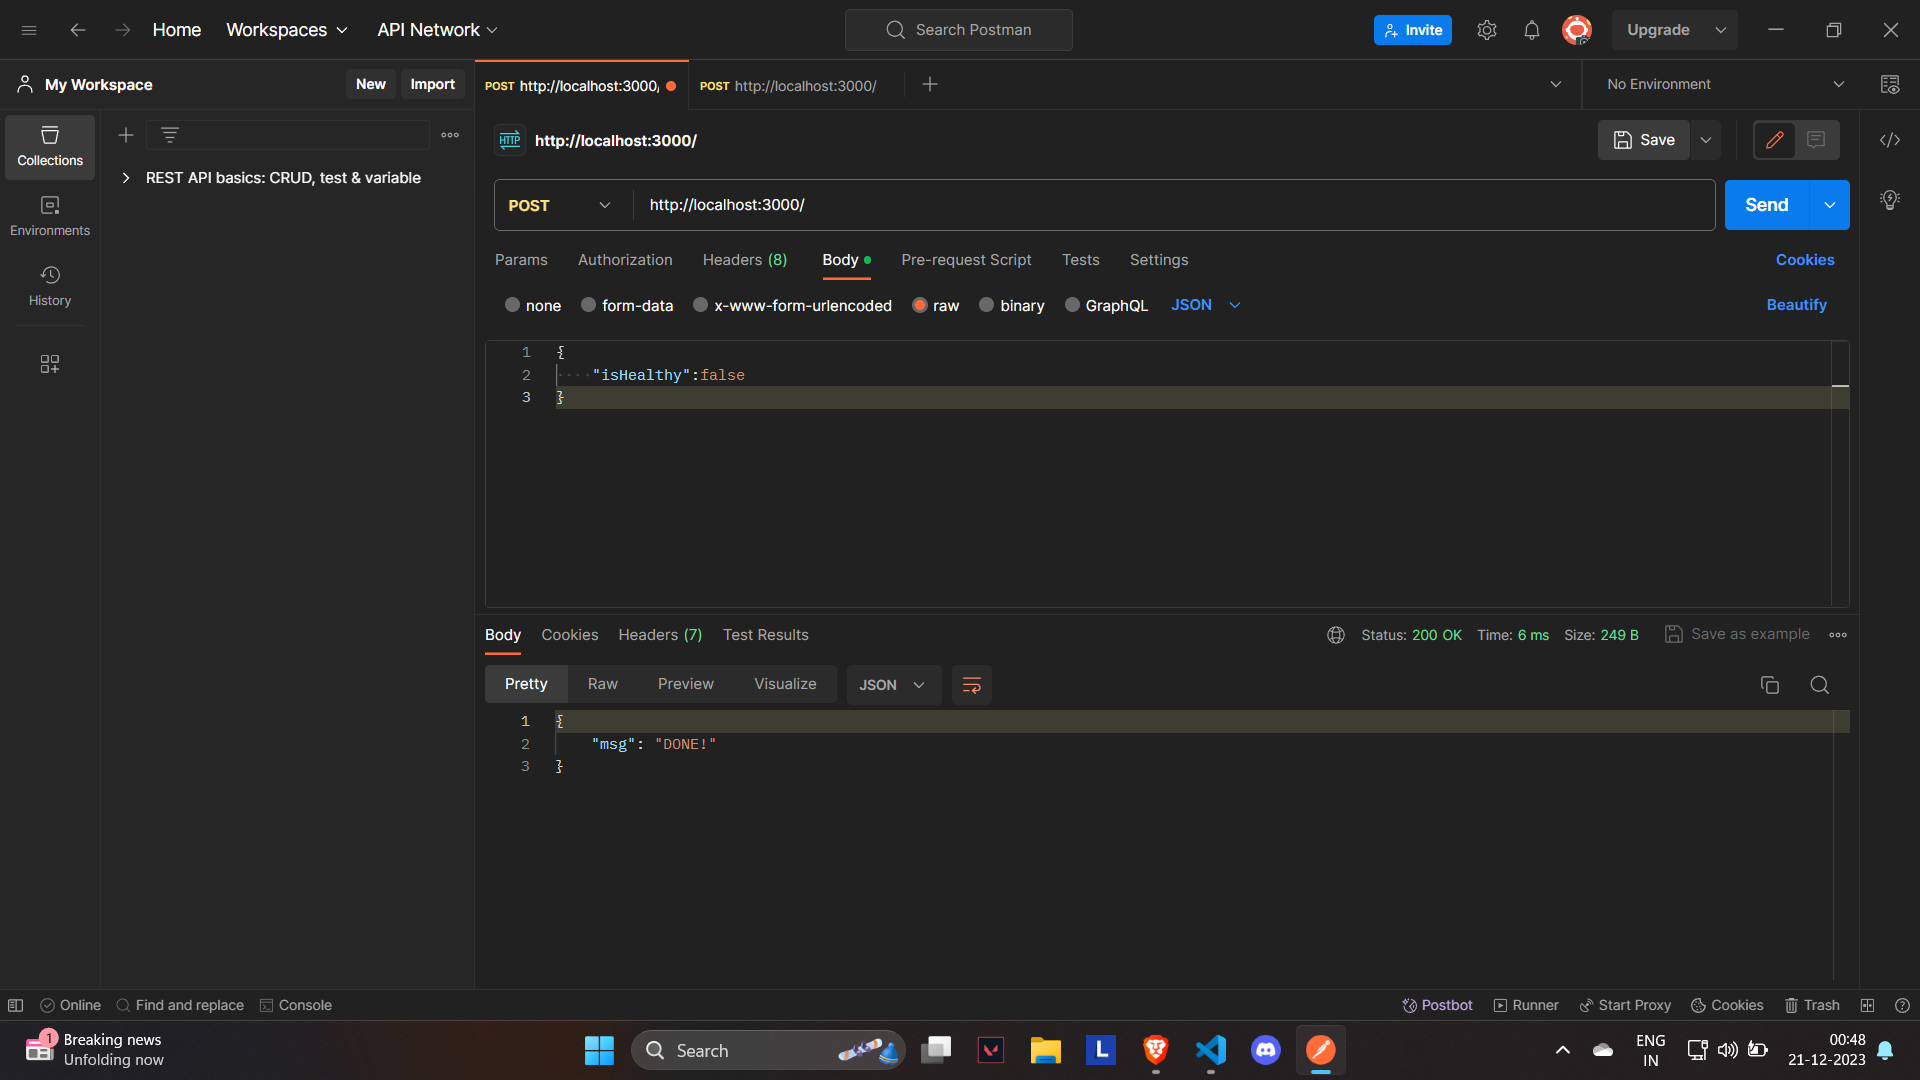 Home Workspaces API Network Search Postman Invite Upgrade
My Workspace New Import POST http://localhost:3000/ POST http://localhost:3000/ No Environment
Collections
Environments
History
REST API basics: CRUD, test & variable
HTTP http://localhost:3000/ Save
POST http://localhost:3000/ Send
Params Authorization Headers (8) Body Pre-request Script Tests Settings Cookies
none form-data x-www-form-urlencoded raw binary GraphQL JSON Beautify
1 {
2 ····"isHealthy":false
3 }
Body Cookies Headers (7) Test Results Status: 200 OK Time: 6 ms Size: 249 B Save as example
Pretty Raw Preview Visualize JSON
1 {
2 "msg": "DONE!"
3 }
Online Find and replace Console Postbot Runner Start Proxy Cookies Trash
1 Breaking news
Unfolding now
Search
L
ENG
IN
00:48
21-12-2023